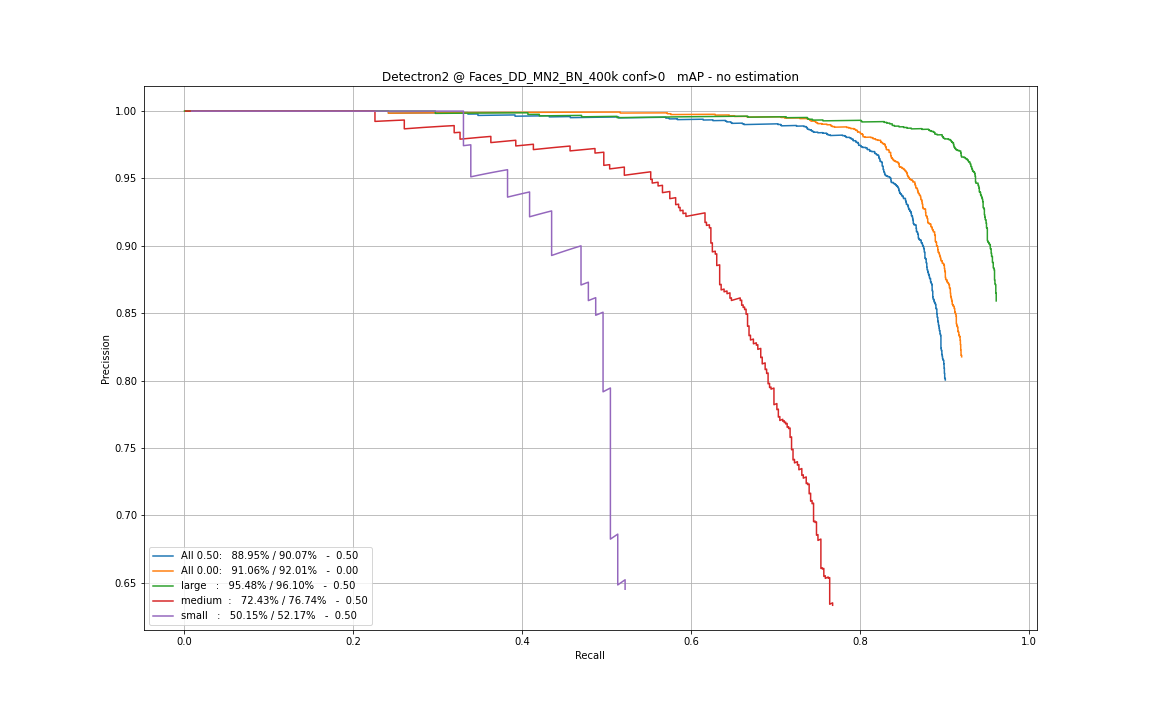 Detectron2 @ Faces_DD_MN2_BN_400k conf>0   mAP - no estimation
1.00
0.95
0.90
0.85
0.80
0.75
0.70
0.65
Precission
All 0.50:   88.95% / 90.07%   -  0.50
All 0.00:   91.06% / 92.01%   -  0.00
large   :   95.48% / 96.10%   -  0.50
medium  :   72.43% / 76.74%   -  0.50
small   :   50.15% / 52.17%   -  0.50
0.0 0.2 0.4 0.6 0.8 1.0
Recall